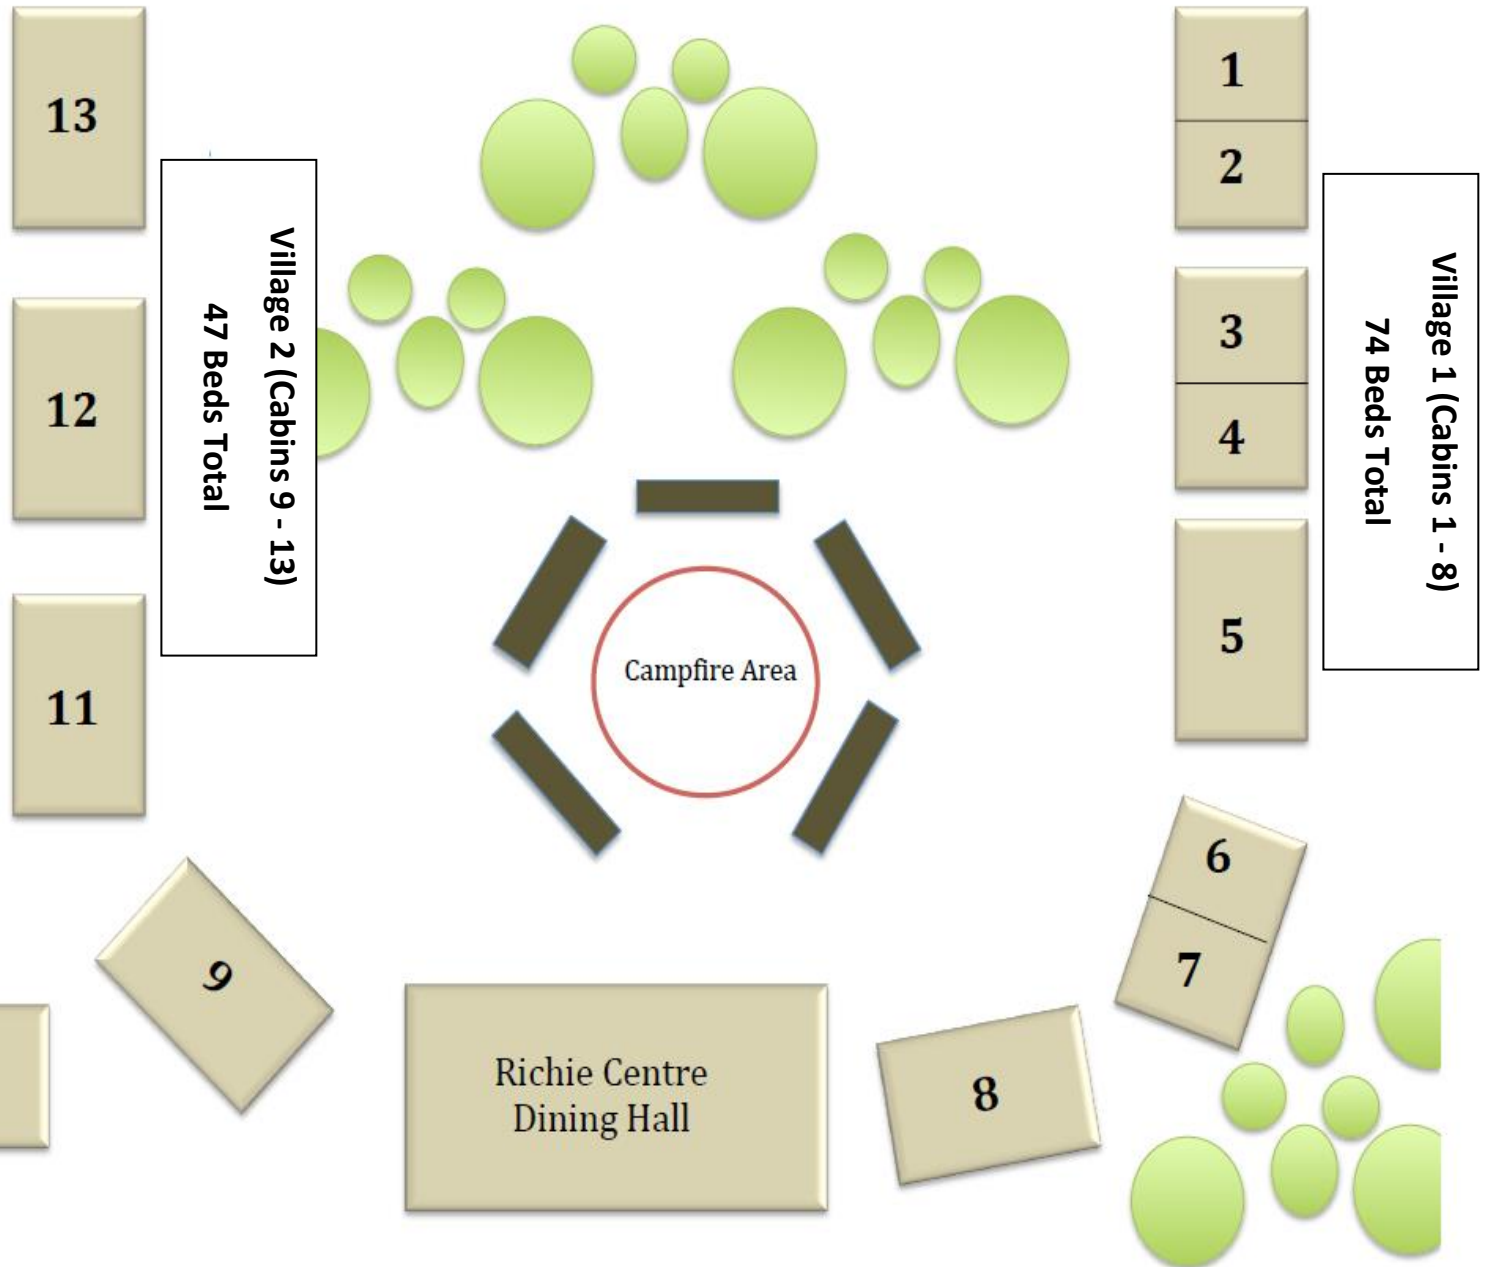 13
12
11
9
Village 2 (Cabins 9 - 13)
47 Beds Total
Campfire Area
Richie Centre
Dining Hall
1
2
3
4
5
6
7
8
Village 1 (Cabins 1 - 8)
74 Beds Total